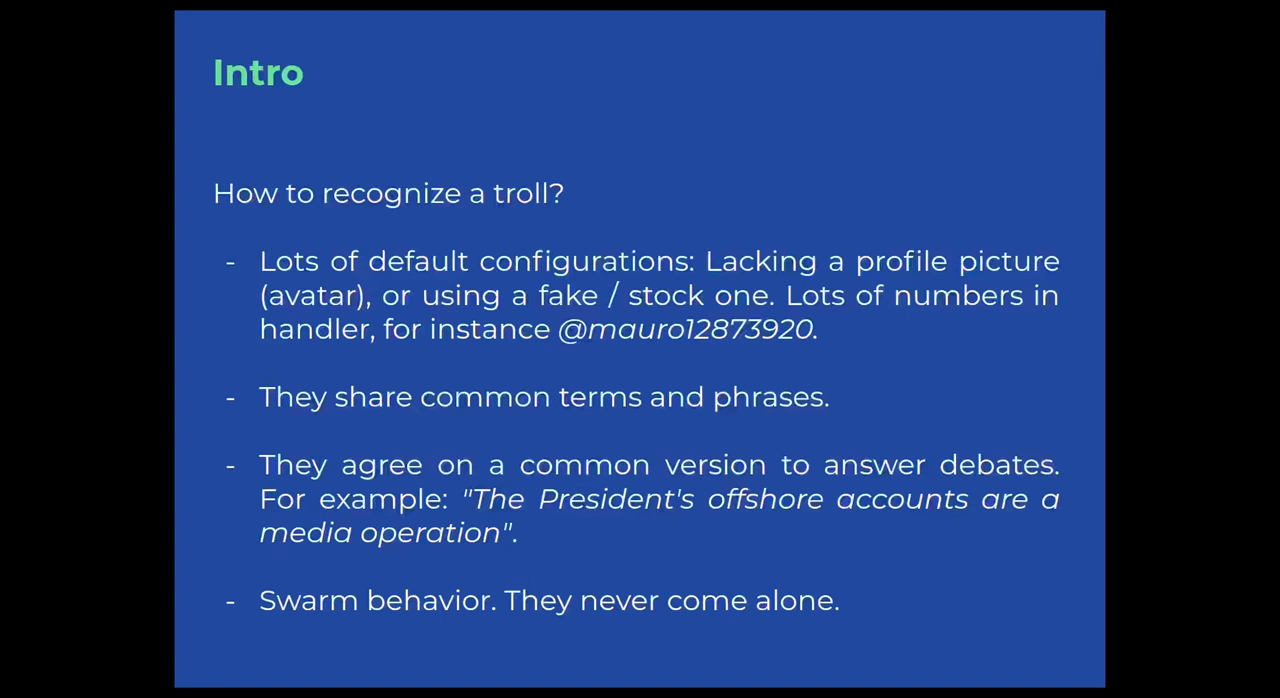 Intro
How to recognize a troll?
- Lots of default configurations: Lacking a profile picture
(avatar), or using a fake / stock one. Lots of numbers in
handler, for instance @mauro12873920.
- They share common terms and phrases.
- They agree on a common version to answer debates.
For example: "The President's offshore accounts are a
media operation".
- Swarm behavior. They never come alone.